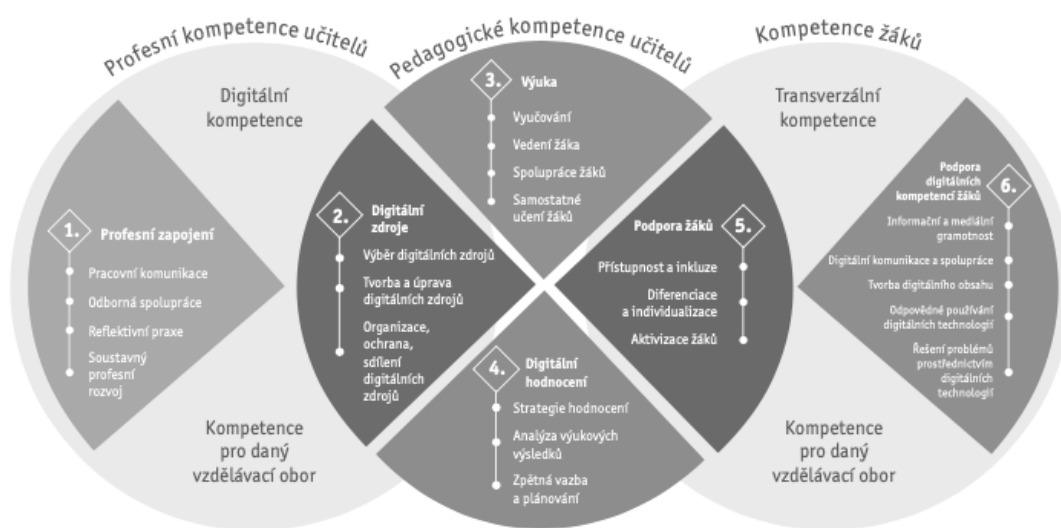 Profesní kompetence učitelů
Pedagogické kompetence učitelů
Kompetence žáků
Digitální
kompetence
Transverzální
kompetence
1.
Profesní zapojení
Pracovní komunikace
Odborná spolupráce
Reflektivní praxe
Soustavný
profesní
rozvoj
2.
Digitální
zdroje
Výběr digitálních zdrojů
Tvorba a úprava
digitálních zdrojů
Organizace,
ochrana,
sdílení
digitálních
zdrojů
3.
Výuka
Vyučování
Vedení žáka
Spolupráce žáků
Samostatné
učení žáků
4.
Digitální
hodnocení
Strategie hodnocení
Analýza výukových
výsledků
Zpětná vazba
a plánování
5.
Podpora žáků
Přístupnost a inkluze
Diferenciace
a individualizace
Aktivizace žáků
6.
Podpora
digitálních
kompetencí žáků
Informační a mediální
gramotnost
Digitální komunikace a spolupráce
Tvorba digitálního obsahu
Odpovědné používání
digitálních technologií
Řešení problémů
prostřednictvím
digitálních
technologií
Kompetence
pro daný
vzdělávací obor
Kompetence
pro daný
vzdělávací obor